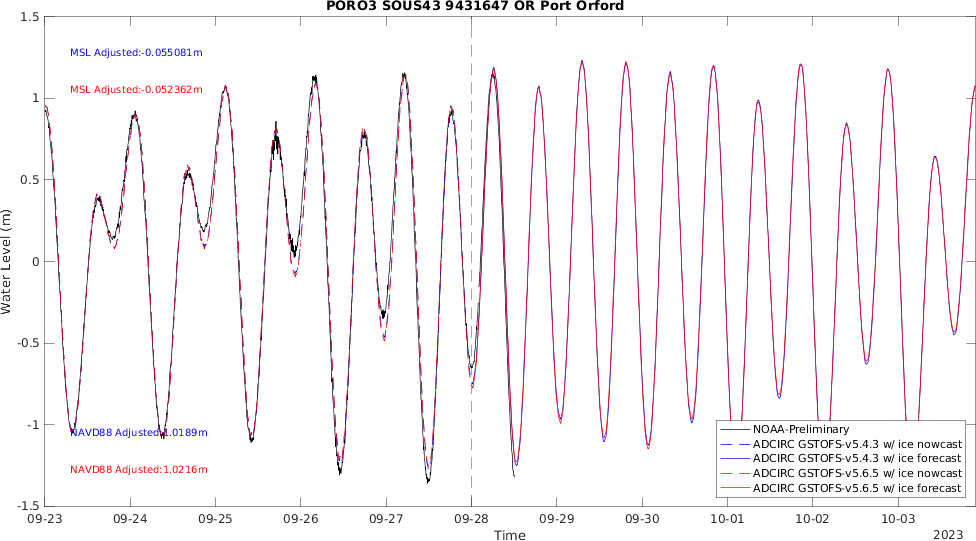 PORO3 SOUS43 9431647 OR Port Orford
1.5
1
0.5
0
-0.5
-1
-1.5
Water Level (m)
MSL Adjusted:-0.055081m
MSL Adjusted:-0.052362m
NAVD88 Adjusted:1.0189m
NAVD88 Adjusted:1.0216m
NOAA-Preliminary
ADCIRC GSTOFS-v5.4.3 w/ ice nowcast
ADCIRC GSTOFS-v5.4.3 w/ ice forecast
ADCIRC GSTOFS-v5.6.5 w/ ice nowcast
ADCIRC GSTOFS-v5.6.5 w/ ice forecast
09-23 09-24 09-25 09-26 09-27 09-28 09-29 09-30 10-01 10-02 10-03
Time
2023